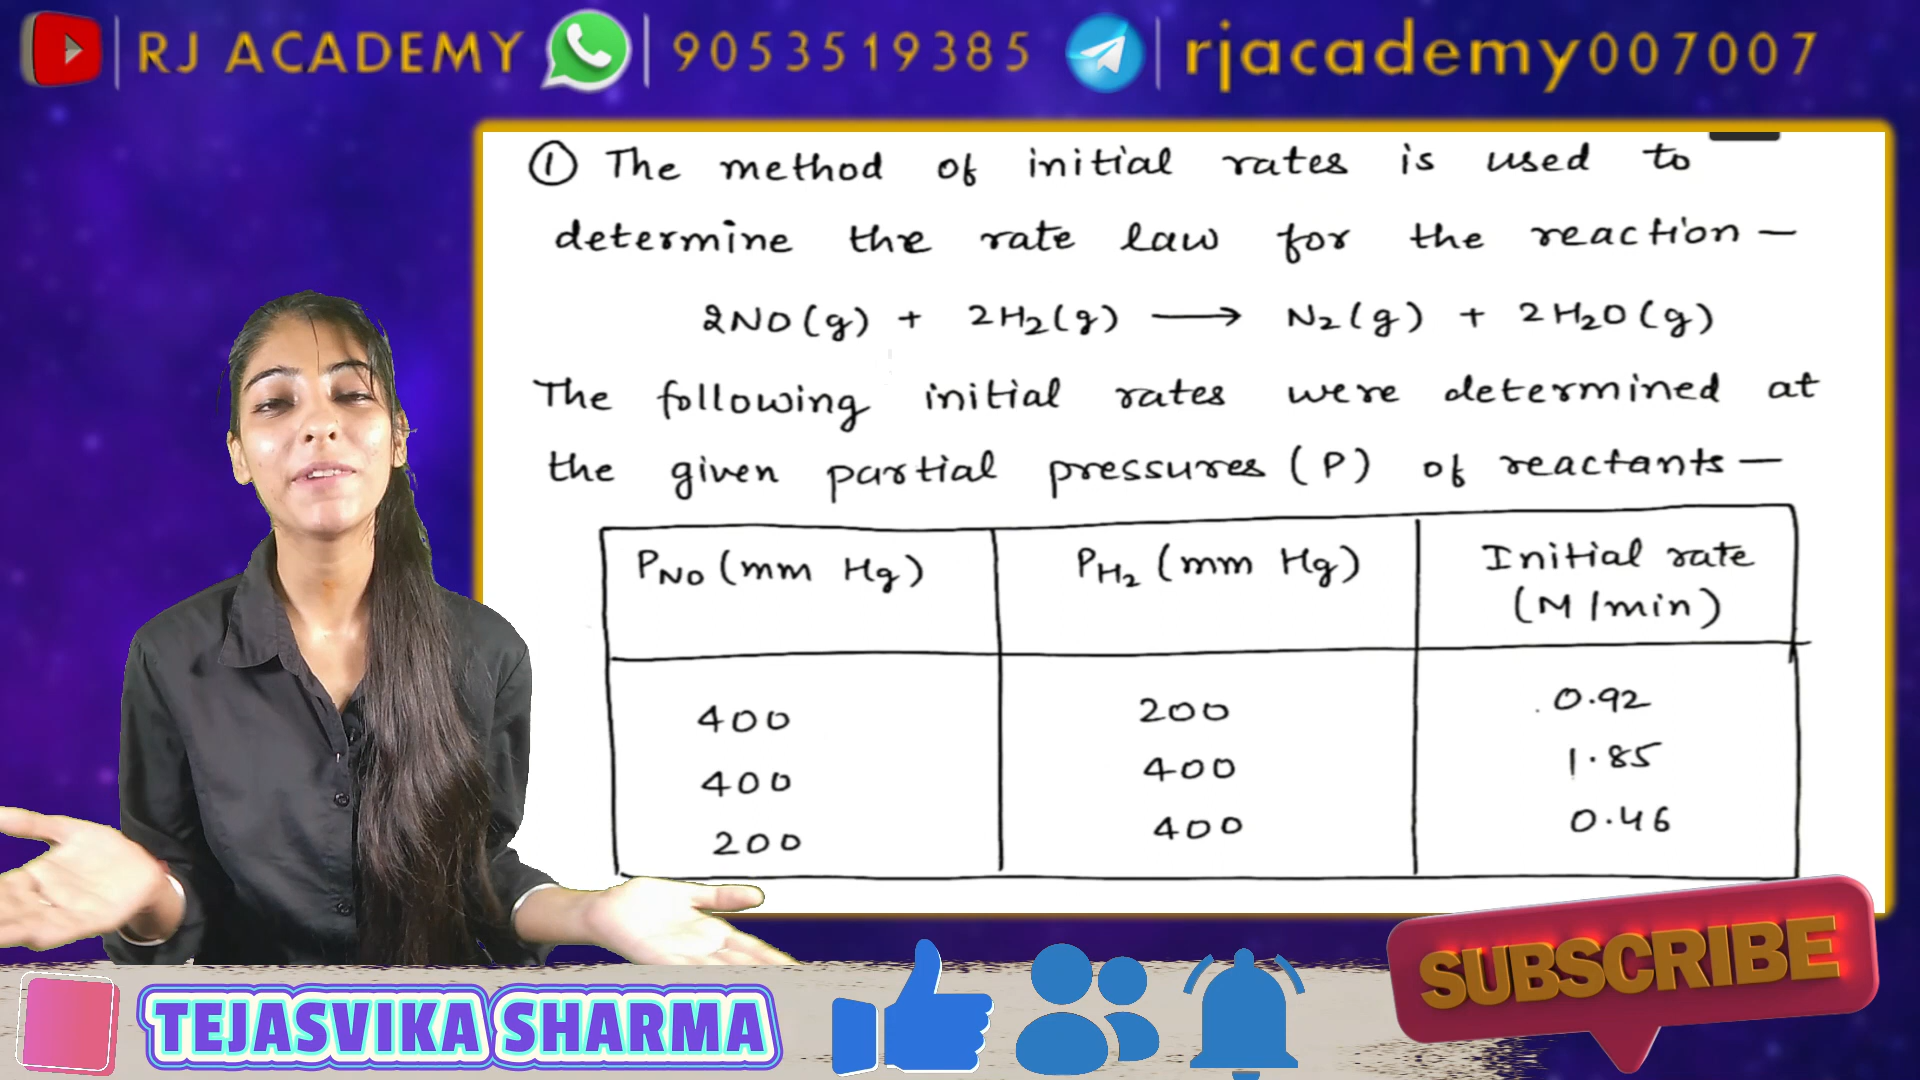 RJ ACADEMY 9053519385 rjacademy007007
① The method of initial rates is used to
determine the rate law for the reaction —
2NO(g) + 2H₂(g) ⟶ N₂(g) + 2H₂O(g)
The following initial rates were determined at
the given partial pressures (P) of reactants —
P_NO (mm Hg) P_H₂ (mm Hg) Initial rate
(M/min)
400 200 0.92
400 400 1.85
200 400 0.46
TEJASVIKA SHARMA
SUBSCRIBE